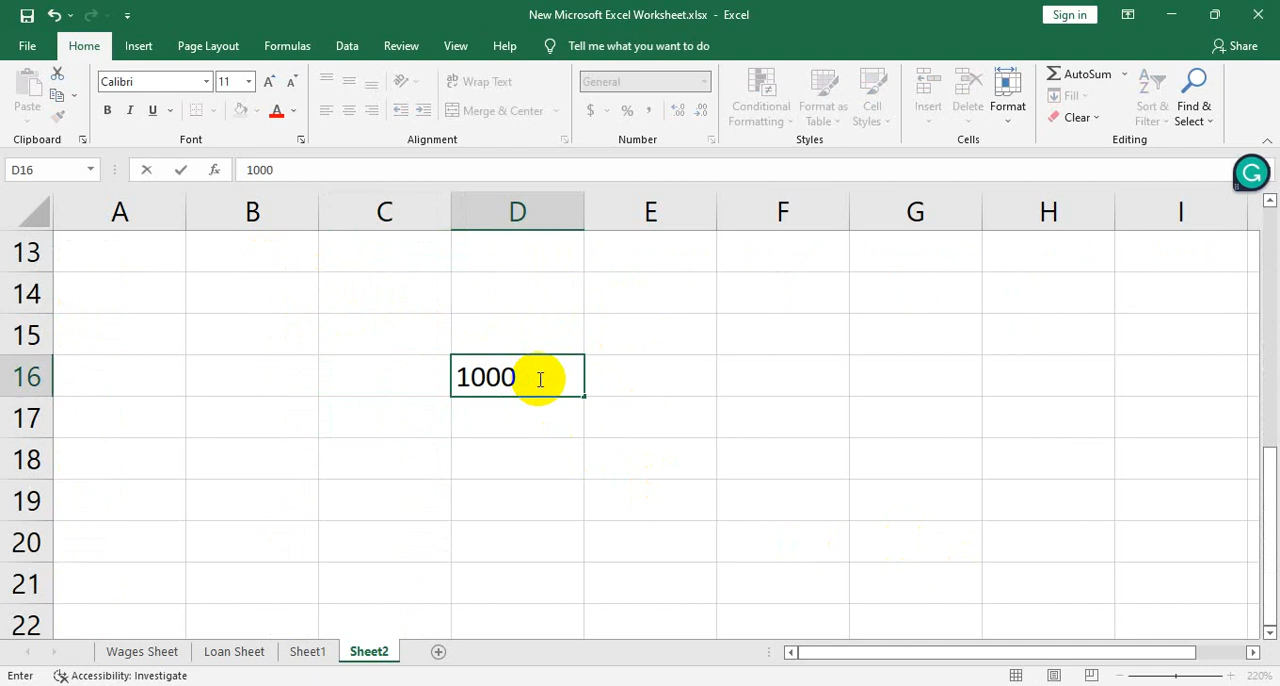 New Microsoft Excel Worksheet.xlsx - Excel
Sign in
File Home Insert Page Layout Formulas Data Review View Help Tell me what you want to do Share
Paste
Calibri 11 A A
Wrap Text
General
Conditional Formatting
Format as Table
Cell Styles
Insert Delete Format
AutoSum
Fill
Clear
Sort & Filter
Find & Select
B I U A
Merge & Center
$ % ,
Clipboard Font Alignment Number Styles Cells Editing
D16 fx 1000
A B C D E F G H I
13
14
15
16 1000
17
18
19
20
21
22
Wages Sheet Loan Sheet Sheet1 Sheet2
Enter Accessibility: Investigate 220%